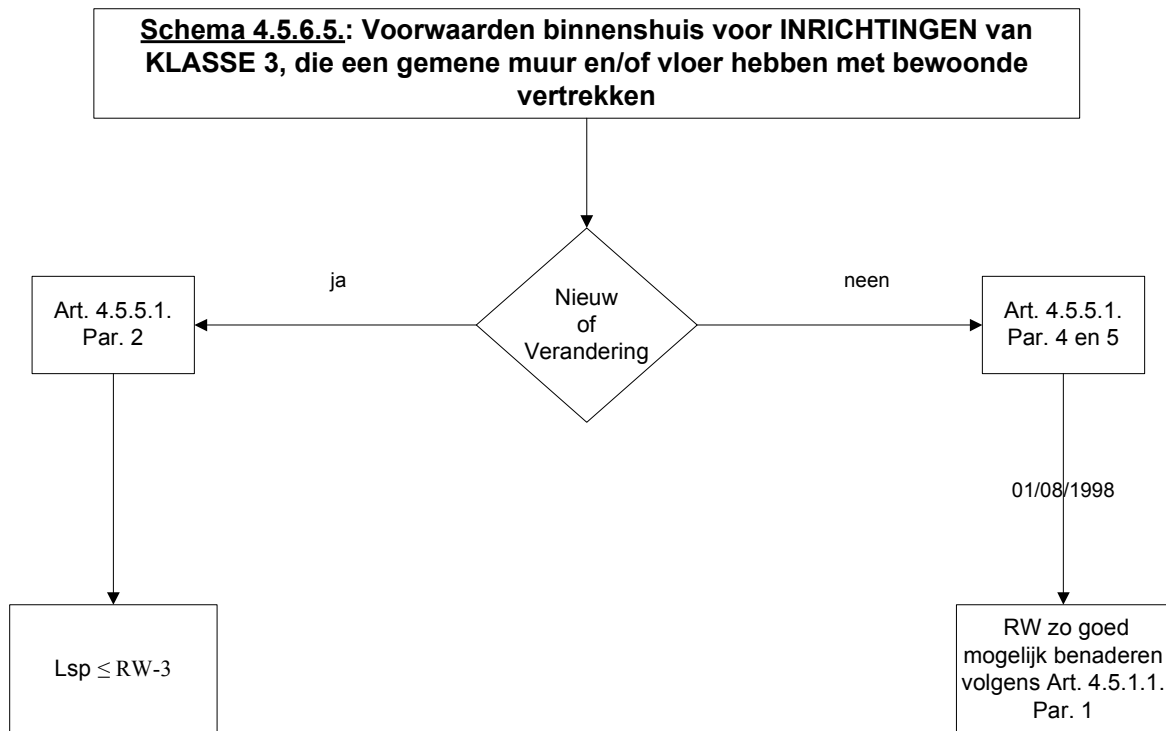 Schema 4.5.6.5.: Voorwaarden binnenshuis voor INRICHTINGEN van
KLASSE 3, die een gemene muur en/of vloer hebben met bewoonde
vertrekken
ja
neen
Nieuw
of
Verandering
Art. 4.5.5.1.
Par. 2
Art. 4.5.5.1.
Par. 4 en 5
01/08/1998
Lsp ≤ RW-3
RW zo goed
mogelijk benaderen
volgens Art. 4.5.1.1.
Par. 1